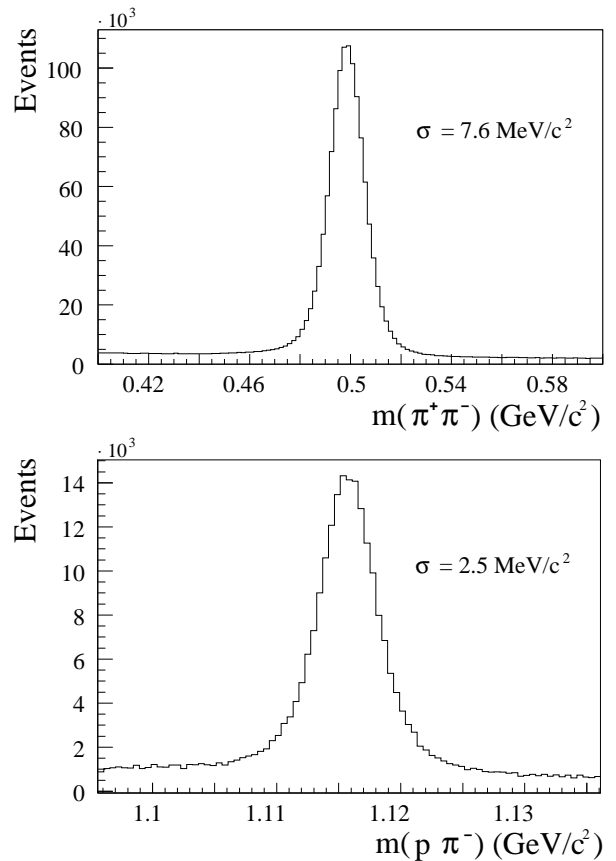 · 10³
Events
100
80
60
40
20
0
σ = 7.6 MeV/c²
0.42 0.46 0.5 0.54 0.58
m(π⁺π⁻) (GeV/c²)
· 10³
Events
14
12
10
8
6
4
2
0
σ = 2.5 MeV/c²
1.1 1.11 1.12 1.13
m(p π⁻) (GeV/c²)